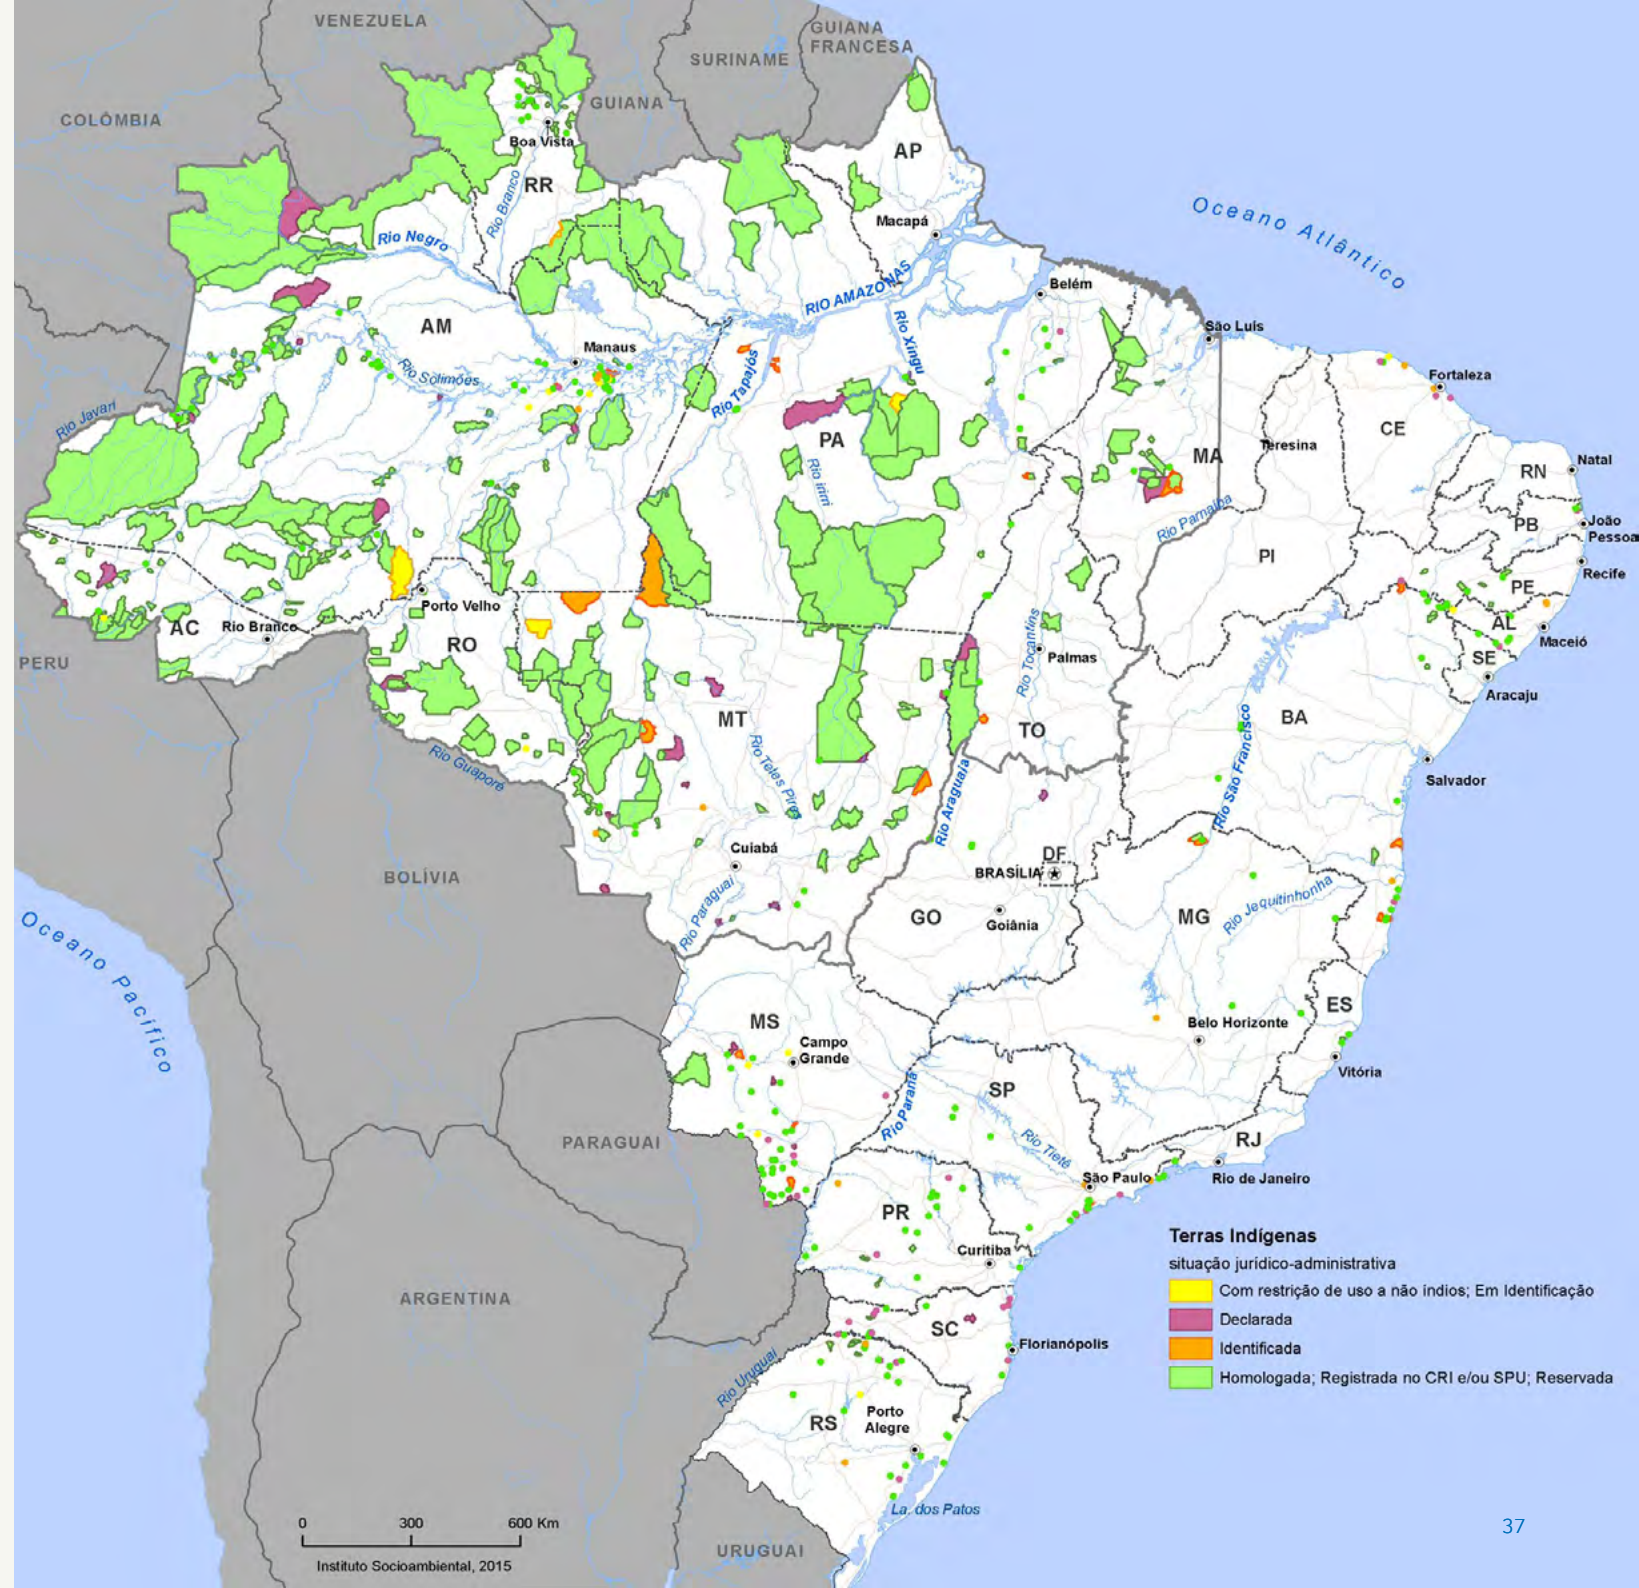 VENEZUELA
GUIANA
FRANCESA
SURINAME
GUIANA
COLÔMBIA
Boa Vista
AP
RR
Rio Branco
Macapá
Oceano Atlântico
Rio Negro
RIO AMAZONAS
Belém
AM
São Luis
Manaus
Rio Xingu
Rio Solimões
Rio Tapajós
Fortaleza
Rio Javari
PA
CE
Teresina
MA
Rio Iriri
RN
Natal
Rio Parnaíba
PB
João
Pessoa
PI
Recife
PE
Porto Velho
AC
Rio Branco
RO
AL
Maceió
PERU
Rio Tocantins
Palmas
SE
Aracaju
MT
TO
BA
Rio Guaporé
Rio Teles Pires
Rio São Francisco
Salvador
Rio Araguaia
Cuiabá
DF
BRASÍLIA
BOLÍVIA
Rio Paraguai
GO
Goiânia
MG
Rio Jequitinhonha
Oceano Pacífico
ES
MS
Campo
Grande
Belo Horizonte
Vitória
SP
Rio Paraná
PARAGUAI
Rio Tietê
RJ
São Paulo
Rio de Janeiro
PR
Curitiba
Terras Indígenas
situação jurídico-administrativa
Com restrição de uso a não índios; Em Identificação
Declarada
Identificada
Homologada; Registrada no CRI e/ou SPU; Reservada
ARGENTINA
SC
Florianópolis
Rio Uruguai
RS
Porto
Alegre
La. dos Patos
0 300 600 Km
Instituto Socioambiental, 2015
URUGUAI
37